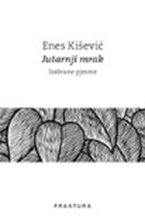 Enes Kišević
Jutarnji mrak
Izabrane pjesme
FRAKTURA